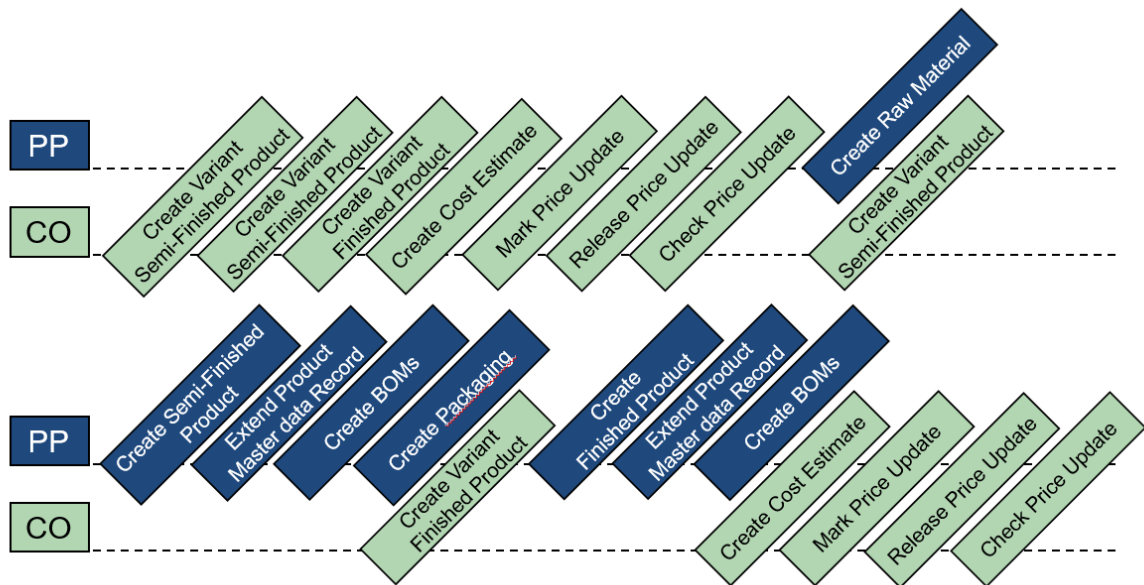 PP
CO
Create Variant
Semi-Finished Product
Create Variant
Semi-Finished Product
Create Variant
Finished Product
Create Cost Estimate
Mark Price Update
Release Price Update
Check Price Update
Create Raw Material
Create Variant
Semi-Finished Product
PP
CO
Create Semi-Finished
Product
Extend Product
Master data Record
Create BOMs
Create Packaging
Create Variant
Finished Product
Create
Finished Product
Extend Product
Master data Record
Create BOMs
Create Cost Estimate
Mark Price Update
Release Price Update
Check Price Update